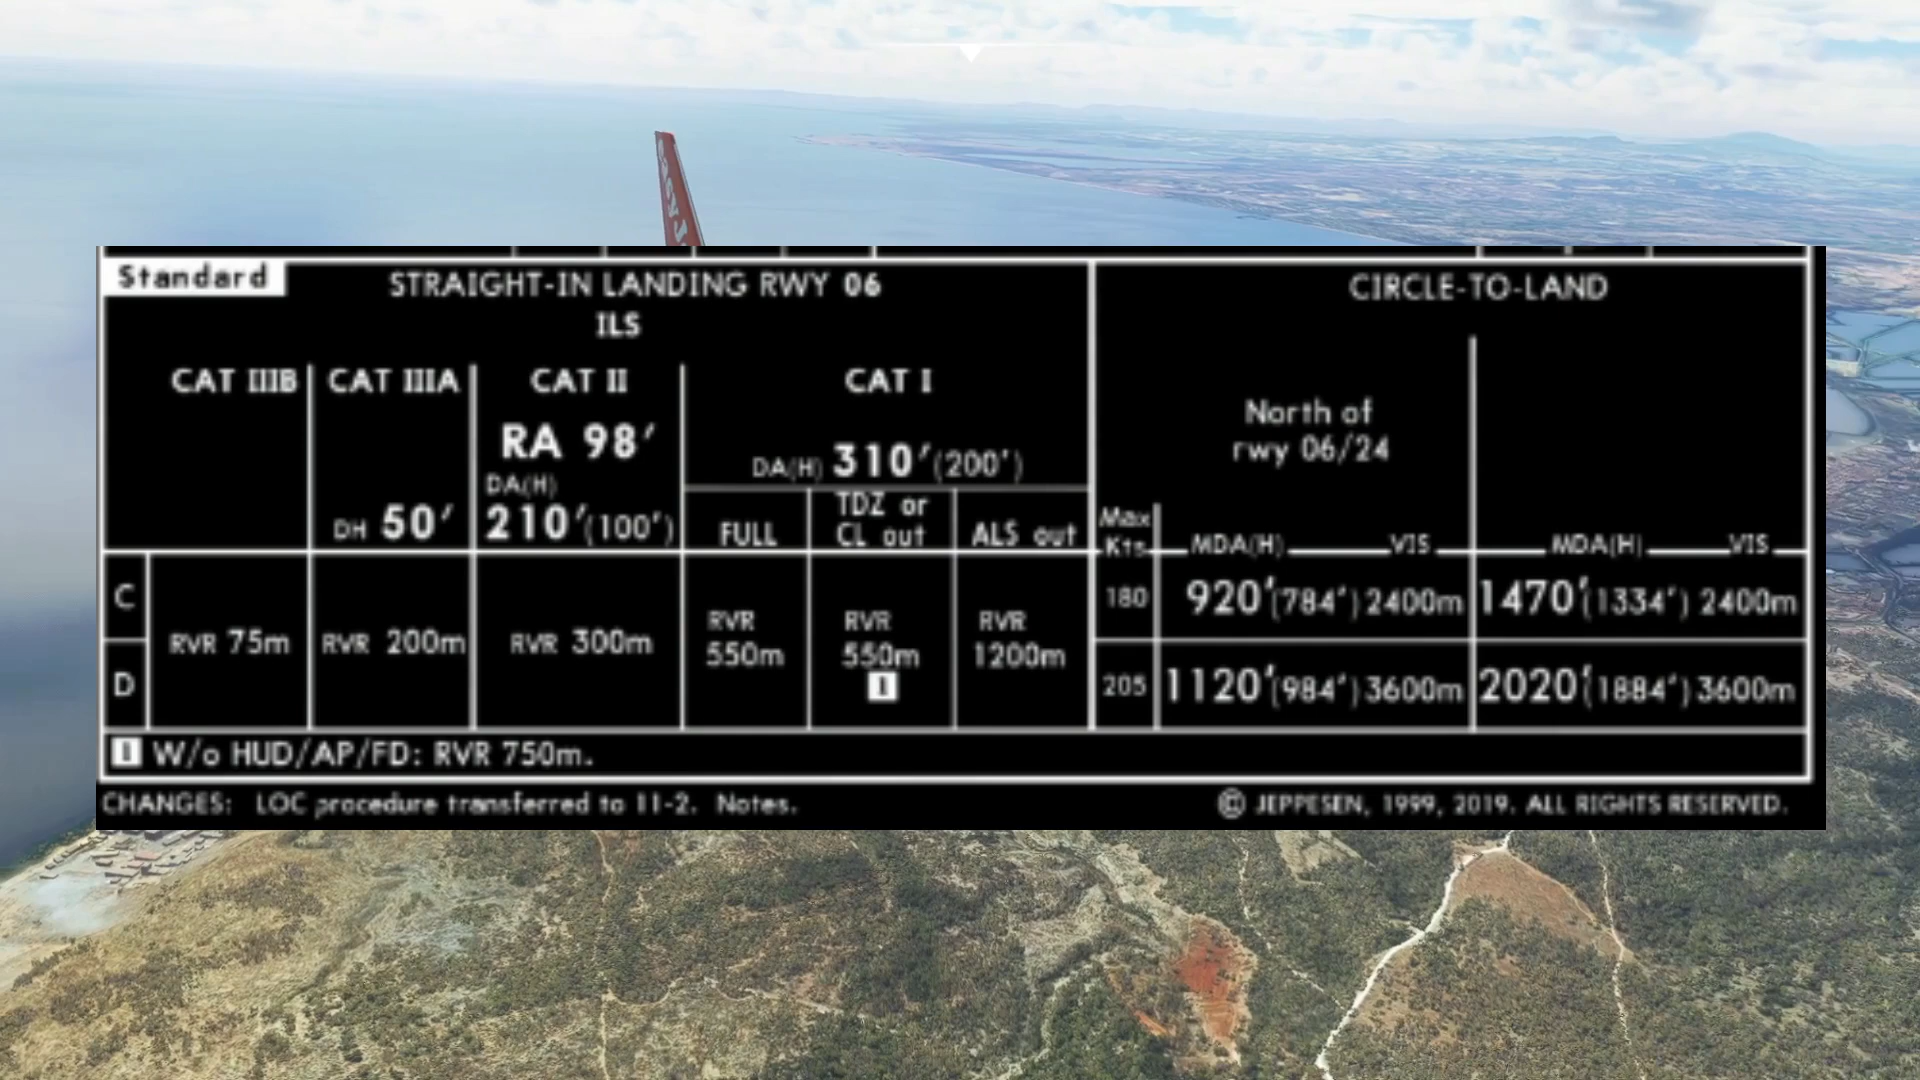 easyJ
Standard
STRAIGHT-IN LANDING RWY 06
ILS
CAT IIIB
CAT IIIA
DH 50'
CAT II
RA 98'
DA(H)
210'(100')
CAT I
DA(H) 310'(200')
FULL
TDZ or
CL out
ALS out
C
D
RVR 75m
RVR 200m
RVR 300m
RVR
550m
RVR
550m
1
RVR
1200m
CIRCLE-TO-LAND
North of
rwy 06/24
Max
Kts
MDA(H) VIS MDA(H) VIS
180 920'(784') 2400m 1470'(1334') 2400m
205 1120'(984') 3600m 2020'(1884') 3600m
1 W/o HUD/AP/FD: RVR 750m.
CHANGES: LOC procedure transferred to 11-2. Notes.
© JEPPESEN, 1999, 2019. ALL RIGHTS RESERVED.